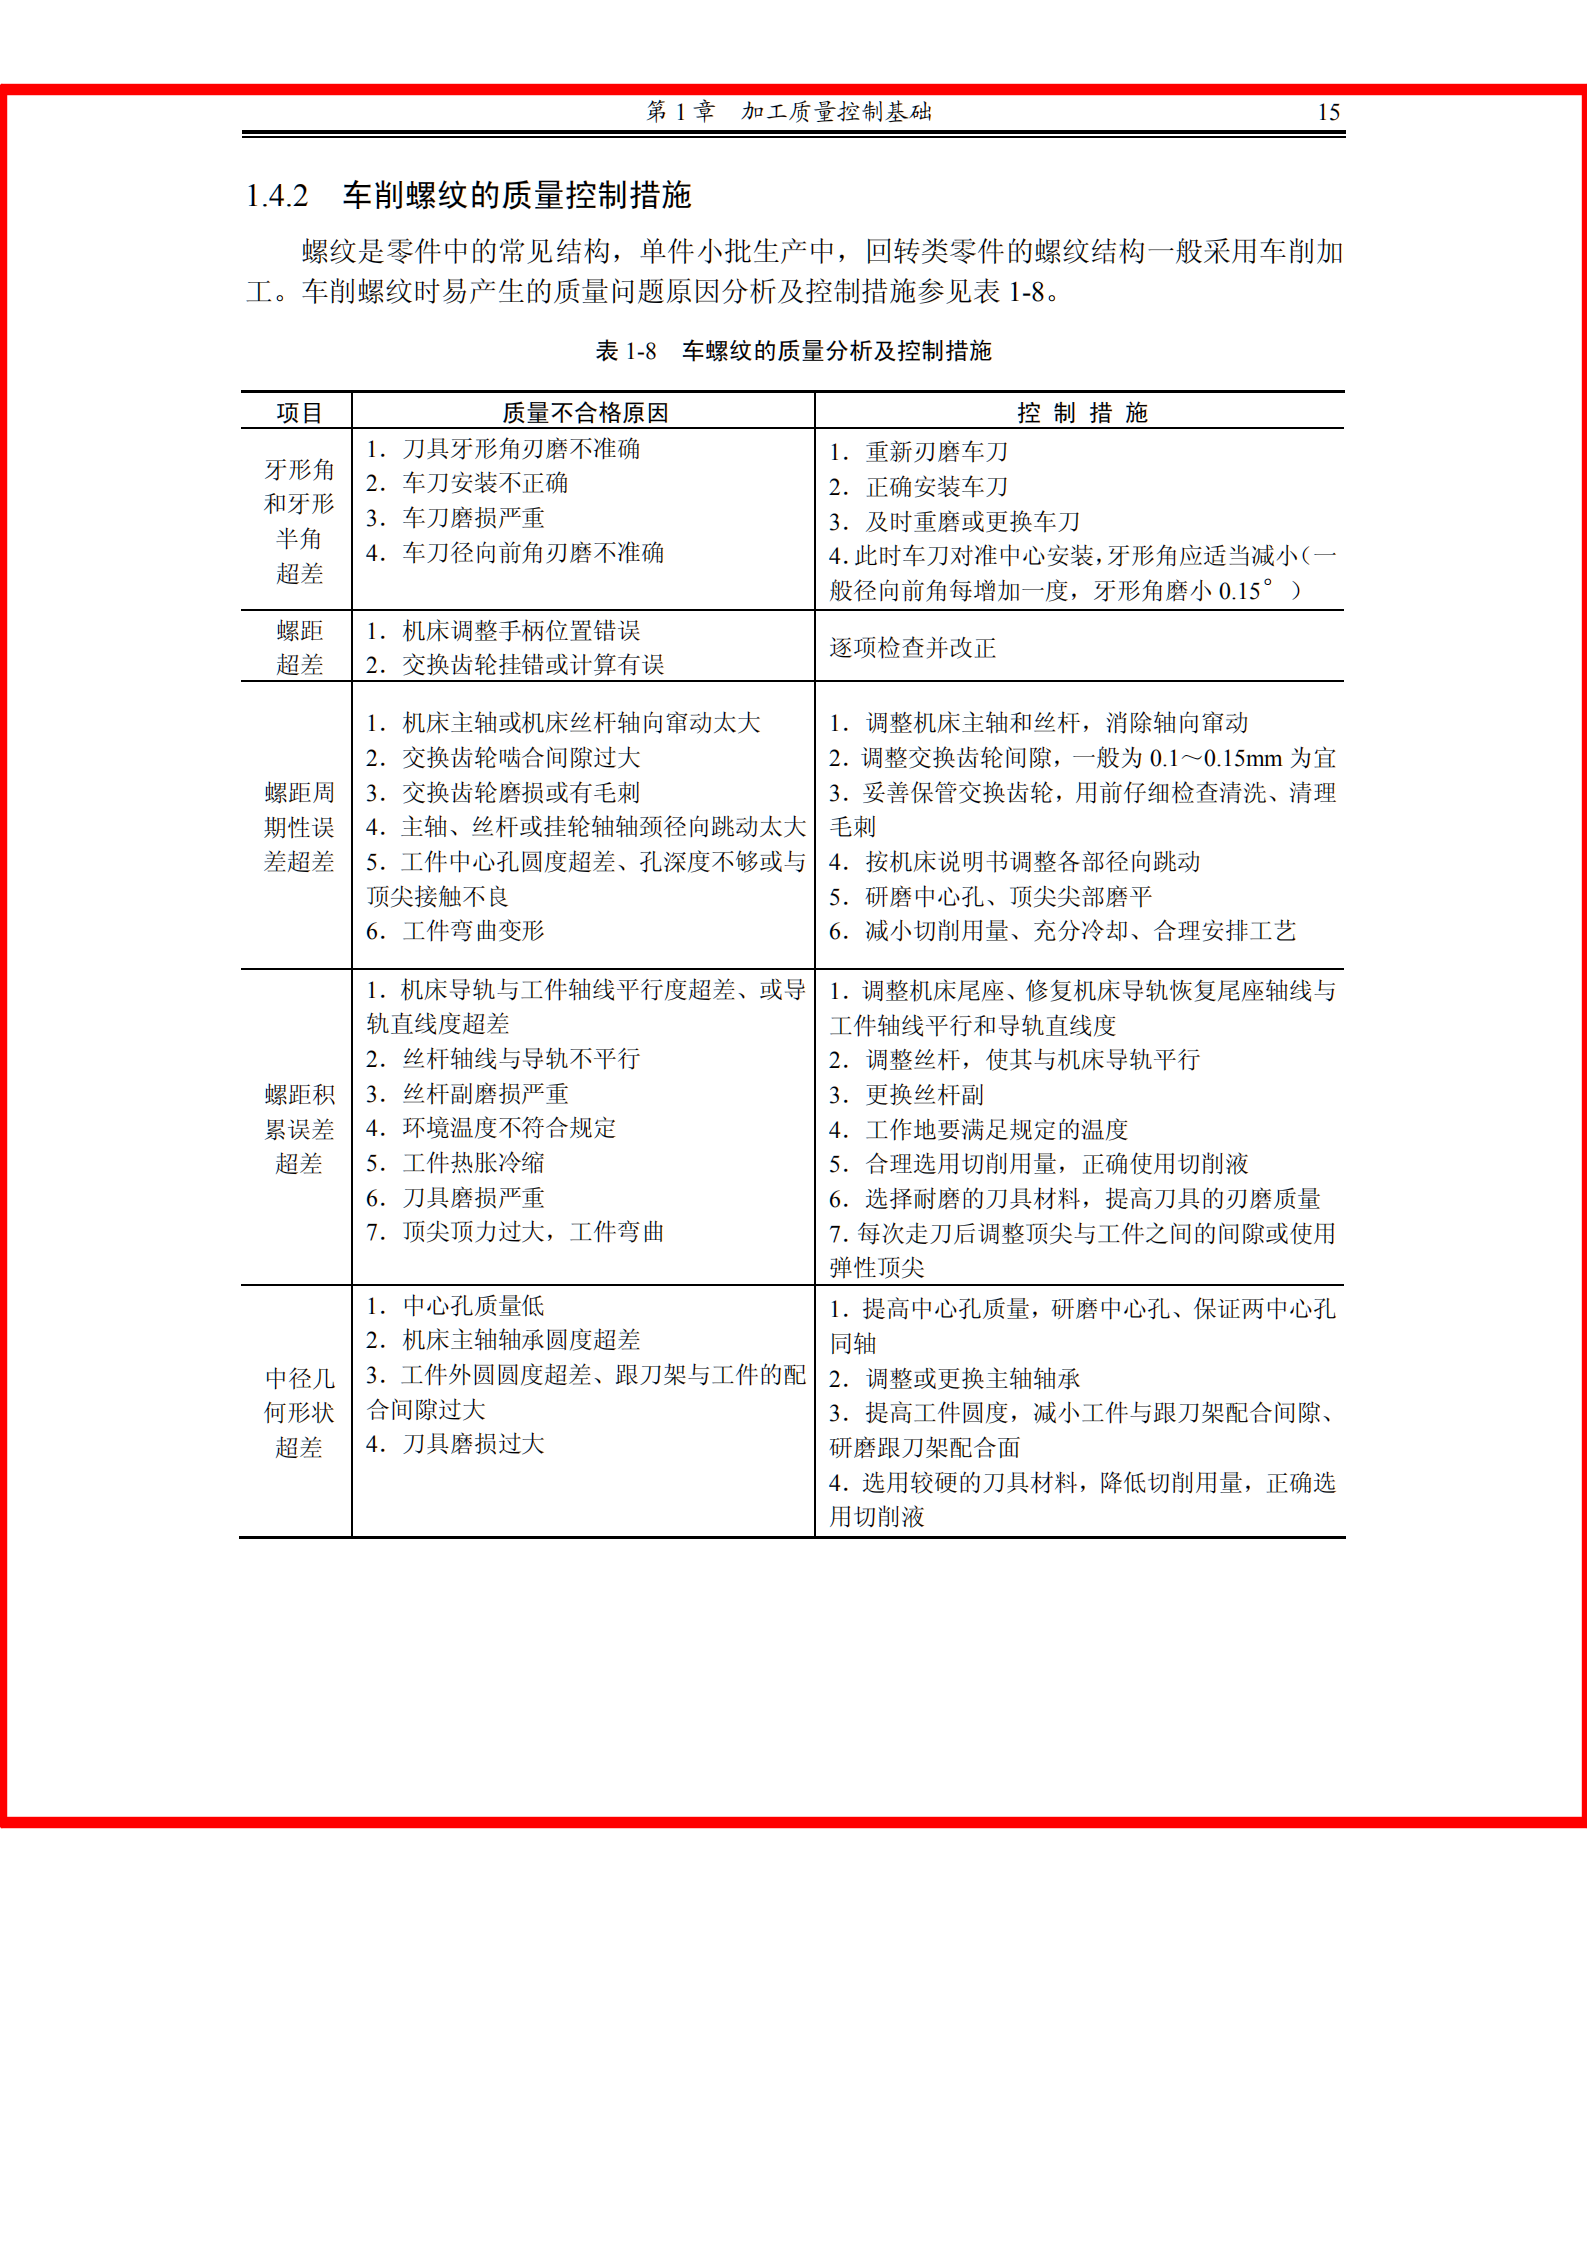 第 1 章　加工质量控制基础　15
1.4.2　车削螺纹的质量控制措施
螺纹是零件中的常见结构，单件小批生产中，回转类零件的螺纹结构一般采用车削加
工。车削螺纹时易产生的质量问题原因分析及控制措施参见表 1-8。
表 1-8　车螺纹的质量分析及控制措施
项目　质量不合格原因　控 制 措 施
牙形角
和牙形
半角
超差
1．刀具牙形角刃磨不准确
2．车刀安装不正确
3．车刀磨损严重
4．车刀径向前角刃磨不准确
1．重新刃磨车刀
2．正确安装车刀
3．及时重磨或更换车刀
4．此时车刀对准中心安装，牙形角应适当减小（一
般径向前角每增加一度，牙形角磨小 0.15°）
螺距
超差
1．机床调整手柄位置错误
2．交换齿轮挂错或计算有误
逐项检查并改正
螺距周
期性误
差超差
1．机床主轴或机床丝杆轴向窜动太大
2．交换齿轮啮合间隙过大
3．交换齿轮磨损或有毛刺
4．主轴、丝杆或挂轮轴轴颈径向跳动太大
5．工件中心孔圆度超差、孔深度不够或与
顶尖接触不良
6．工件弯曲变形
1．调整机床主轴和丝杆，消除轴向窜动
2．调整交换齿轮间隙，一般为 0.1～0.15mm 为宜
3．妥善保管交换齿轮，用前仔细检查清洗、清理
毛刺
4．按机床说明书调整各部径向跳动
5．研磨中心孔、顶尖尖部磨平
6．减小切削用量、充分冷却、合理安排工艺
螺距积
累误差
超差
1．机床导轨与工件轴线平行度超差、或导
轨直线度超差
2．丝杆轴线与导轨不平行
3．丝杆副磨损严重
4．环境温度不符合规定
5．工件热胀冷缩
6．刀具磨损严重
7．顶尖顶力过大，工件弯曲
1．调整机床尾座、修复机床导轨恢复尾座轴线与
工件轴线平行和导轨直线度
2．调整丝杆，使其与机床导轨平行
3．更换丝杆副
4．工作地要满足规定的温度
5．合理选用切削用量，正确使用切削液
6．选择耐磨的刀具材料，提高刀具的刃磨质量
7．每次走刀后调整顶尖与工件之间的间隙或使用
弹性顶尖
中径几
何形状
超差
1．中心孔质量低
2．机床主轴轴承圆度超差
3．工件外圆圆度超差、跟刀架与工件的配
合间隙过大
4．刀具磨损过大
1．提高中心孔质量，研磨中心孔、保证两中心孔
同轴
2．调整或更换主轴轴承
3．提高工件圆度，减小工件与跟刀架配合间隙、
研磨跟刀架配合面
4．选用较硬的刀具材料，降低切削用量，正确选
用切削液